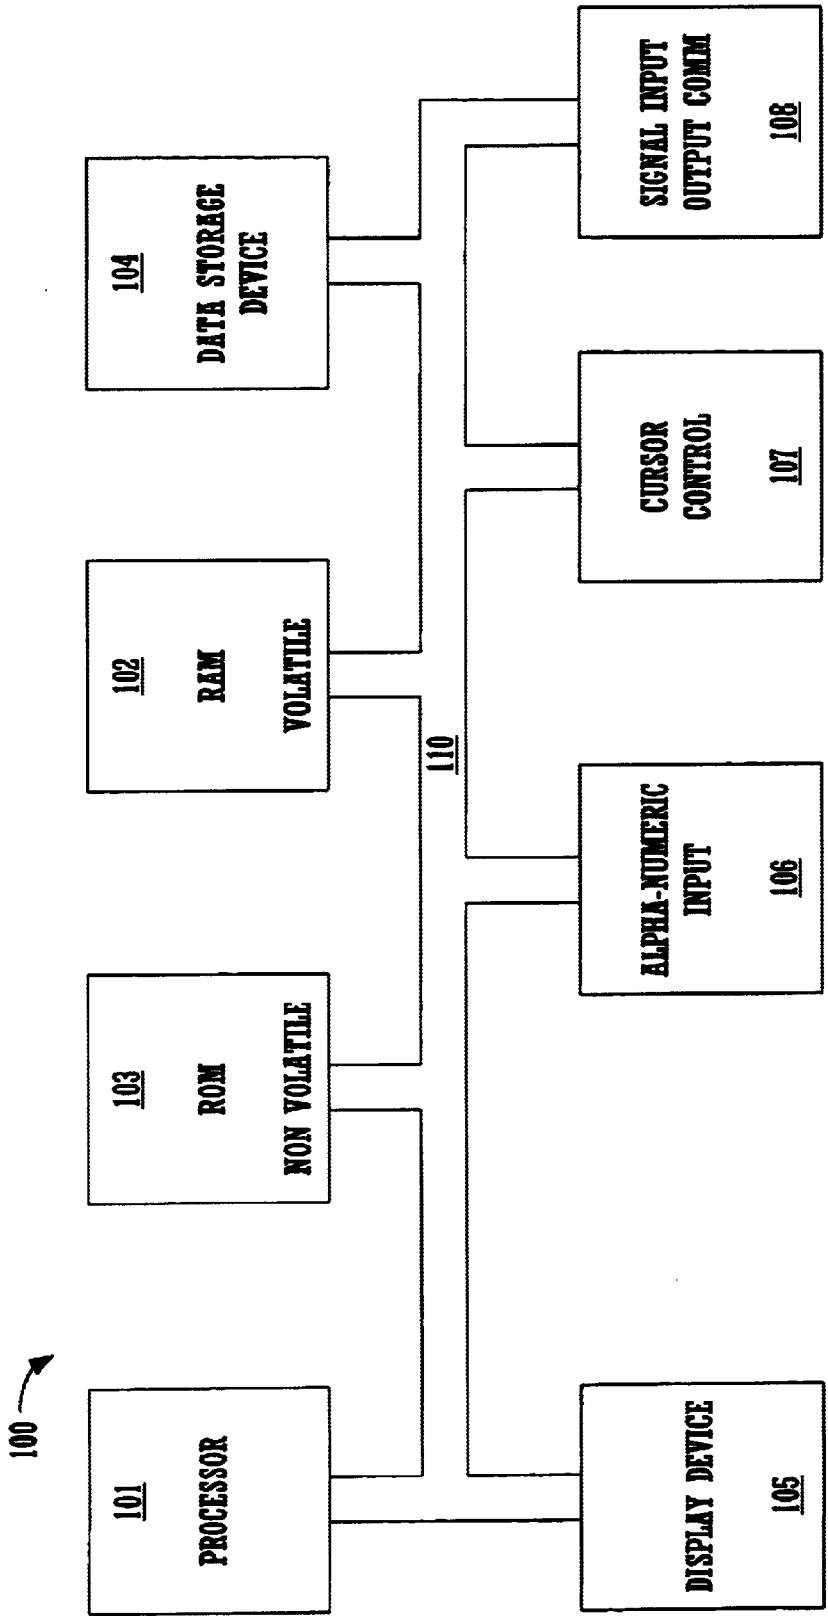 100
101
PROCESSOR
103
ROM
NON VOLATILE
102
RAM
VOLATILE
104
DATA STORAGE
DEVICE
110
DISPLAY DEVICE
105
ALPHA-NUMERIC
INPUT
106
CURSOR
CONTROL
107
SIGNAL INPUT
OUTPUT COMM
108